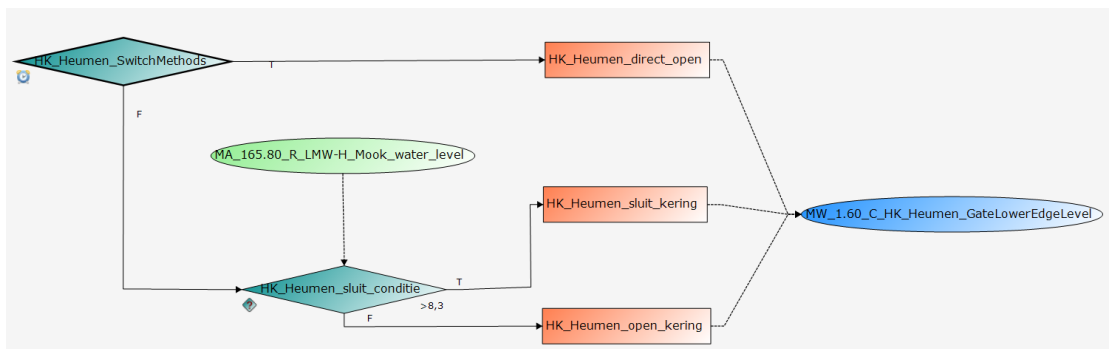 HK_Heumen_SwitchMethods
T
HK_Heumen_direct_open
F
MA_165.80_R_LMW-H_Mook_water_level
HK_Heumen_sluit_kering
MW_1.60_C_HK_Heumen_GateLowerEdgeLevel
HK_Heumen_sluit_conditie
T
>8,3
?
F
HK_Heumen_open_kering